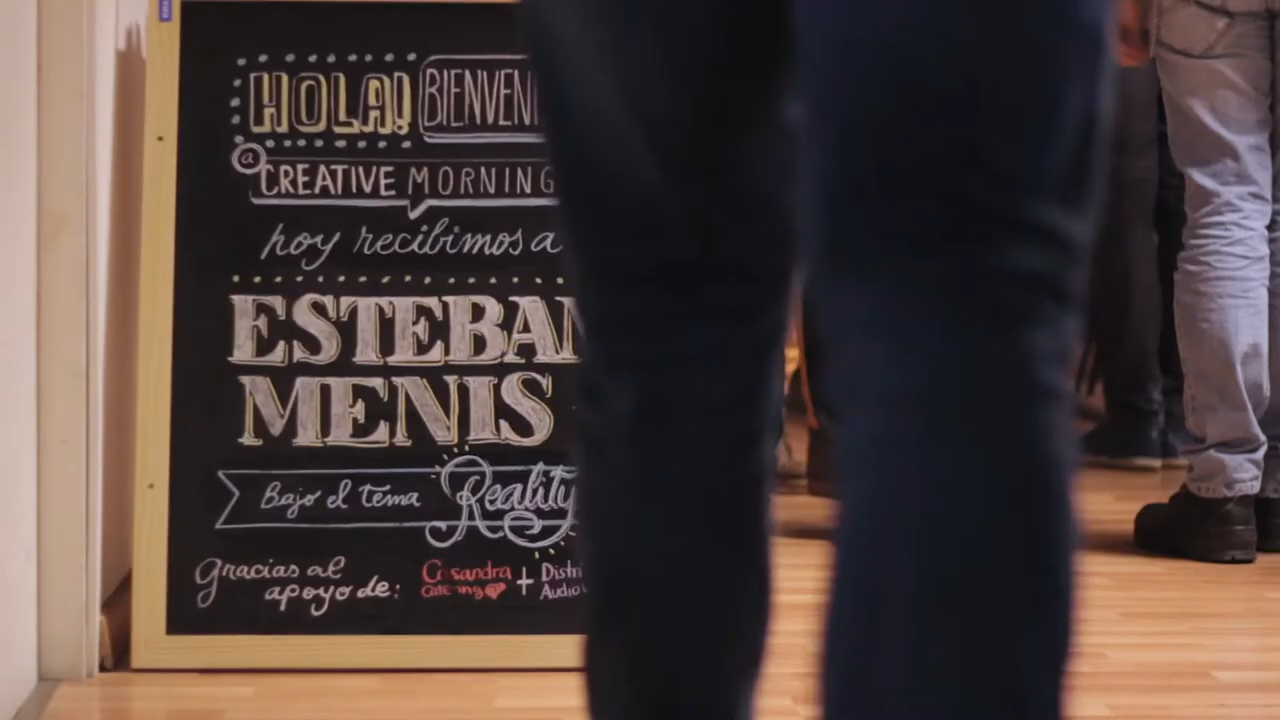 HOLA! BIENVENI
a CREATIVE MORNING
hoy recibimos a
ESTEBAN
MENIS
Bajo el tema Reality
Gracias al
apoyo de:
Casandra
catering
+
Distri
Audio